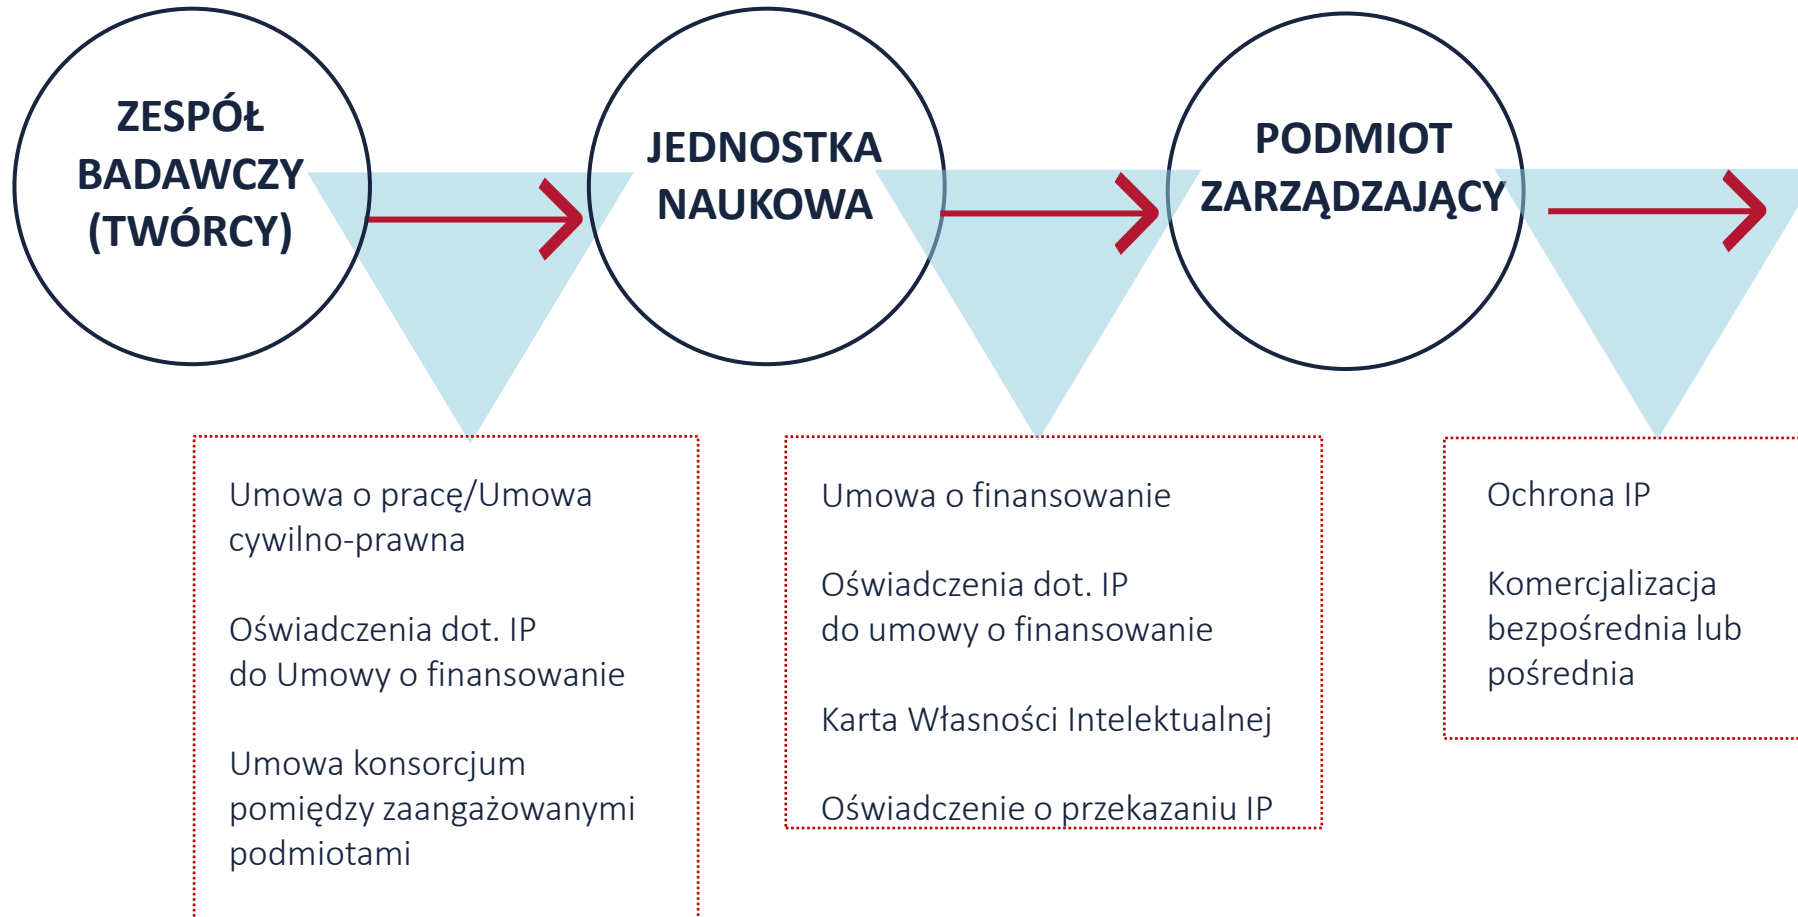 ZESPÓŁ
BADAWCZY
(TWÓRCY)
JEDNOSTKA
NAUKOWA
PODMIOT
ZARZĄDZAJĄCY
Umowa o pracę/Umowa
cywilno-prawna
Oświadczenia dot. IP
do Umowy o finansowanie
Umowa konsorcjum
pomiędzy zaangażowanymi
podmiotami
Umowa o finansowanie
Oświadczenia dot. IP
do umowy o finansowanie
Karta Własności Intelektualnej
Oświadczenie o przekazaniu IP
Ochrona IP
Komercjalizacja
bezpośrednia lub
pośrednia